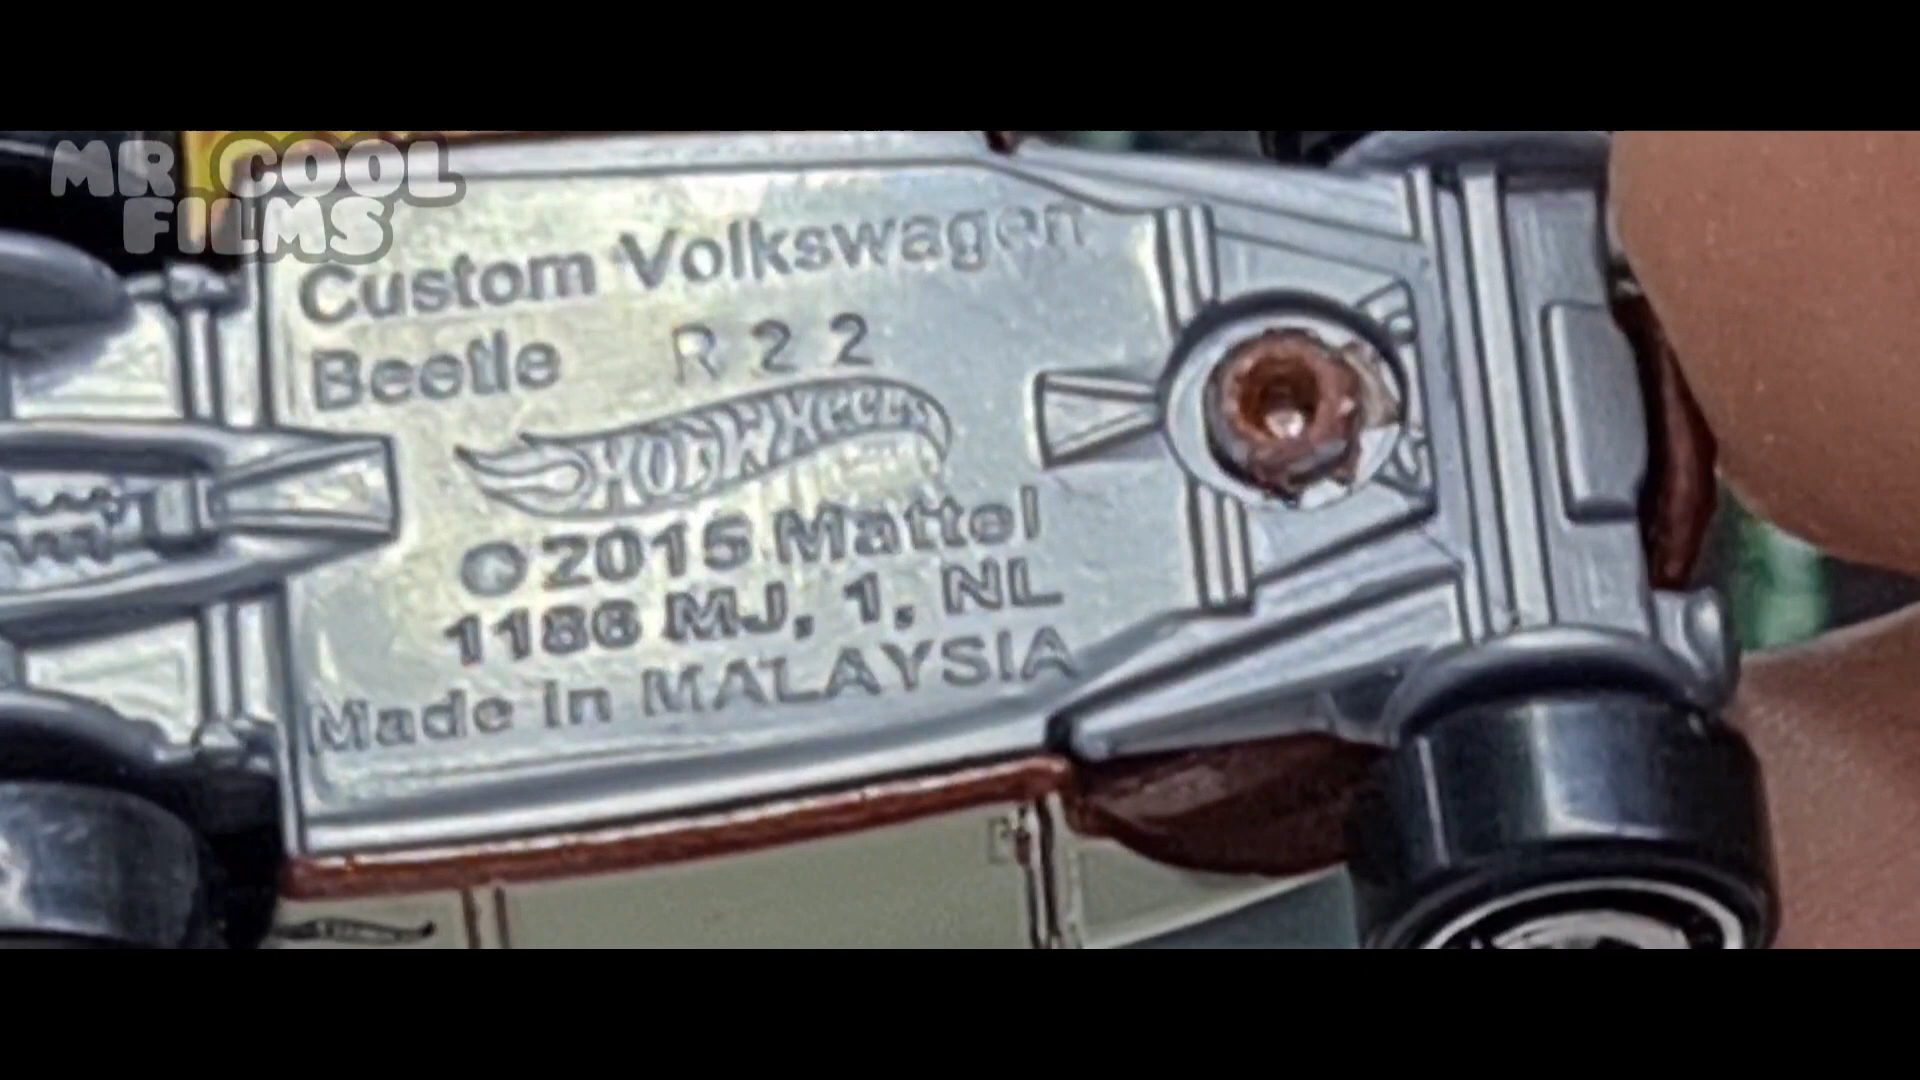 MR COOL
FILMS
Custom Volkswagen
Beetle R22
HOT WHEELS
©2015 Mattel
1186 MJ, 1, NL
Made in MALAYSIA